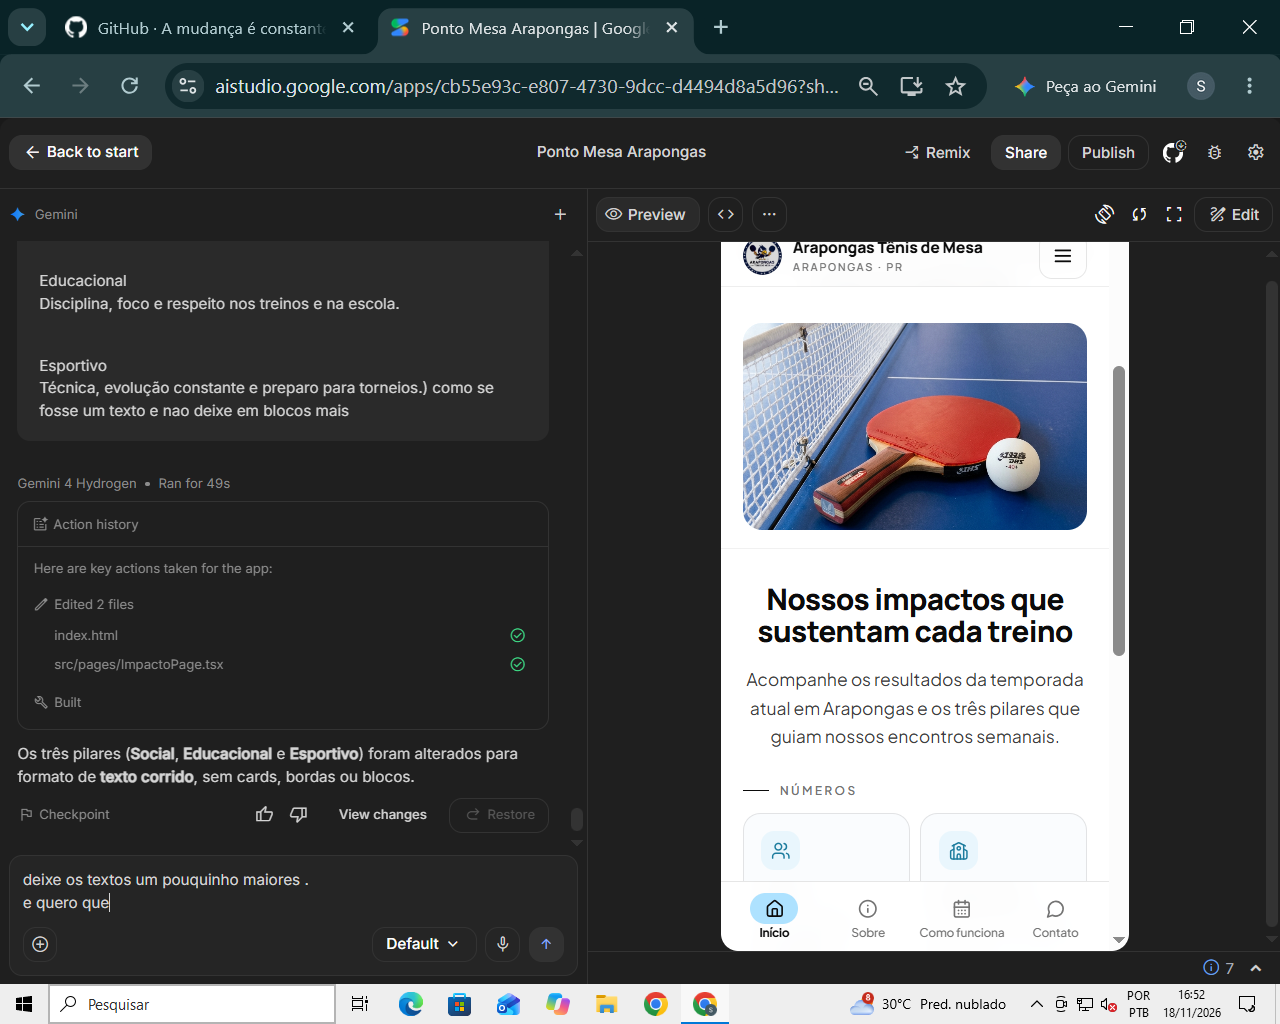 GitHub · A mudança é constante
Ponto Mesa Arapongas | Googl
aistudio.google.com/apps/cb55e93c-e807-4730-9dcc-d4494d8a5d96?sh...
Peça ao Gemini
S
Back to start
Ponto Mesa Arapongas
Remix
Share
Publish
Gemini
Preview
Edit
Educacional
Disciplina, foco e respeito nos treinos e na escola.
Esportivo
Técnica, evolução constante e preparo para torneios.) como se
fosse um texto e nao deixe em blocos mais
Gemini 4 Hydrogen • Ran for 49s
Action history
Here are key actions taken for the app:
Edited 2 files
index.html
src/pages/ImpactoPage.tsx
Built
Os três pilares (Social, Educacional e Esportivo) foram alterados para
formato de texto corrido, sem cards, bordas ou blocos.
Checkpoint
View changes
Restore
deixe os textos um pouquinho maiores .
e quero que
Default
Arapongas Tênis de Mesa
ARAPONGAS · PR
ARAPONGAS
DHS
Nossos impactos que
sustentam cada treino
Acompanhe os resultados da temporada
atual em Arapongas e os três pilares que
guiam nossos encontros semanais.
NÚMEROS
Início
Sobre
Como funciona
Contato
7
Pesquisar
8
S
30°C Pred. nublado
POR
PTB
16:52
18/11/2026